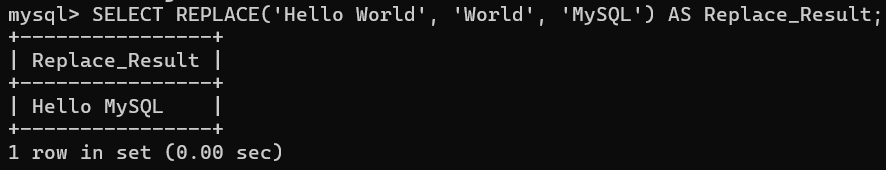 mysql> SELECT REPLACE('Hello World', 'World', 'MySQL') AS Replace_Result;
+----------------+
| Replace_Result |
+----------------+
| Hello MySQL    |
+----------------+
1 row in set (0.00 sec)